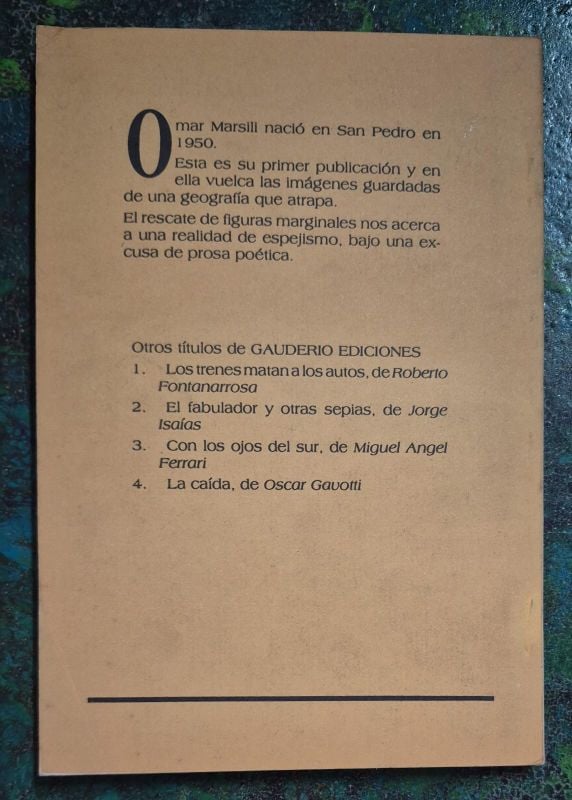 Omar Marsili nació en San Pedro en
1950.
Esta es su primer publicación y en
ella vuelca las imágenes guardadas
de una geografía que atrapa.
El rescate de figuras marginales nos acerca
a una realidad de espejismo, bajo una ex-
cusa de prosa poética.
Otros títulos de GAUDERIO EDICIONES
1. Los trenes matan a los autos, de Roberto
Fontanarrosa
2. El fabulador y otras sepias, de Jorge
Isaías
3. Con los ojos del sur, de Miguel Angel
Ferrari
4. La caída, de Oscar Gavotti